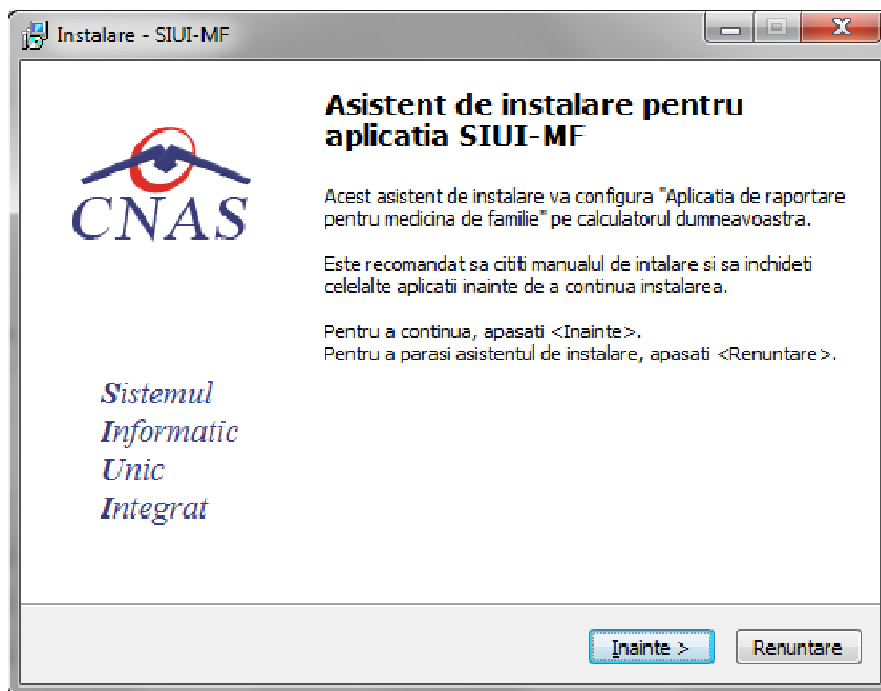 Instalare - SIUI-MF
CNAS
Sistemul
Informatic
Unic
Integrat
Asistent de instalare pentru
aplicatia SIUI-MF
Acest asistent de instalare va configura "Aplicatia de raportare
pentru medicina de familie" pe calculatorul dumneavoastra.
Este recomandat sa cititi manualul de intalare si sa inchideti
celelalte aplicatii inainte de a continua instalarea.
Pentru a continua, apasati <Inainte>.
Pentru a parasi asistentul de instalare, apasati <Renuntare>.
Inainte >
Renuntare